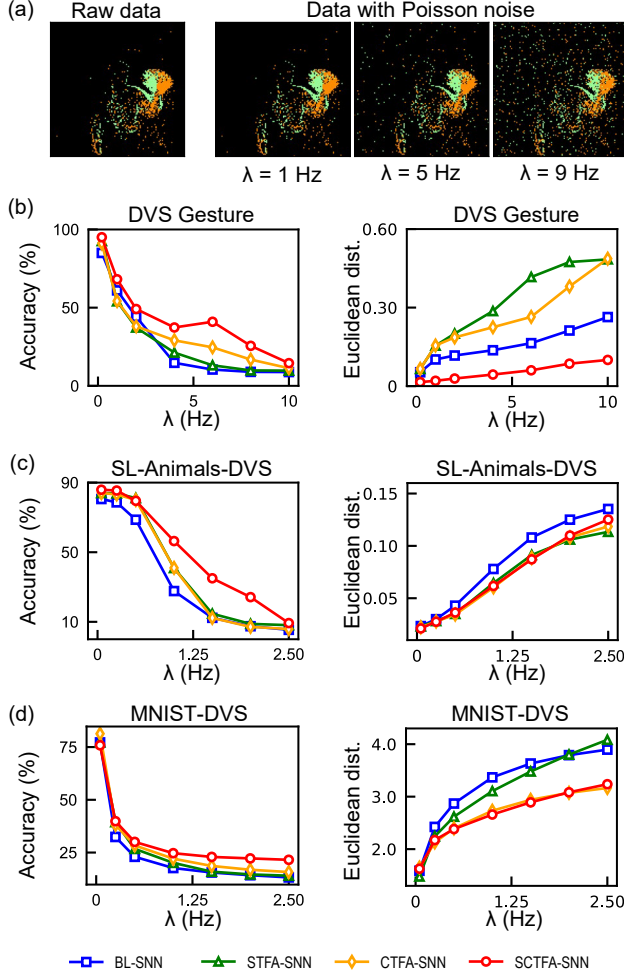 (a)
Raw data
Data with Poisson noise
λ = 1 Hz
λ = 5 Hz
λ = 9 Hz
(b)
DVS Gesture
Accuracy (%)
100
50
0
0
5
10
λ (Hz)
DVS Gesture
Euclidean dist.
0.60
0.30
0
0
5
10
λ (Hz)
(c)
SL-Animals-DVS
Accuracy (%)
90
50
10
0
1.25
2.50
λ (Hz)
SL-Animals-DVS
Euclidean dist.
0.15
0.10
0.05
0
1.25
2.50
λ (Hz)
(d)
MNIST-DVS
Accuracy (%)
75
50
25
0
1.25
2.50
λ (Hz)
MNIST-DVS
Euclidean dist.
4.0
3.0
2.0
0
1.25
2.50
λ (Hz)
BL-SNN
STFA-SNN
CTFA-SNN
SCTFA-SNN